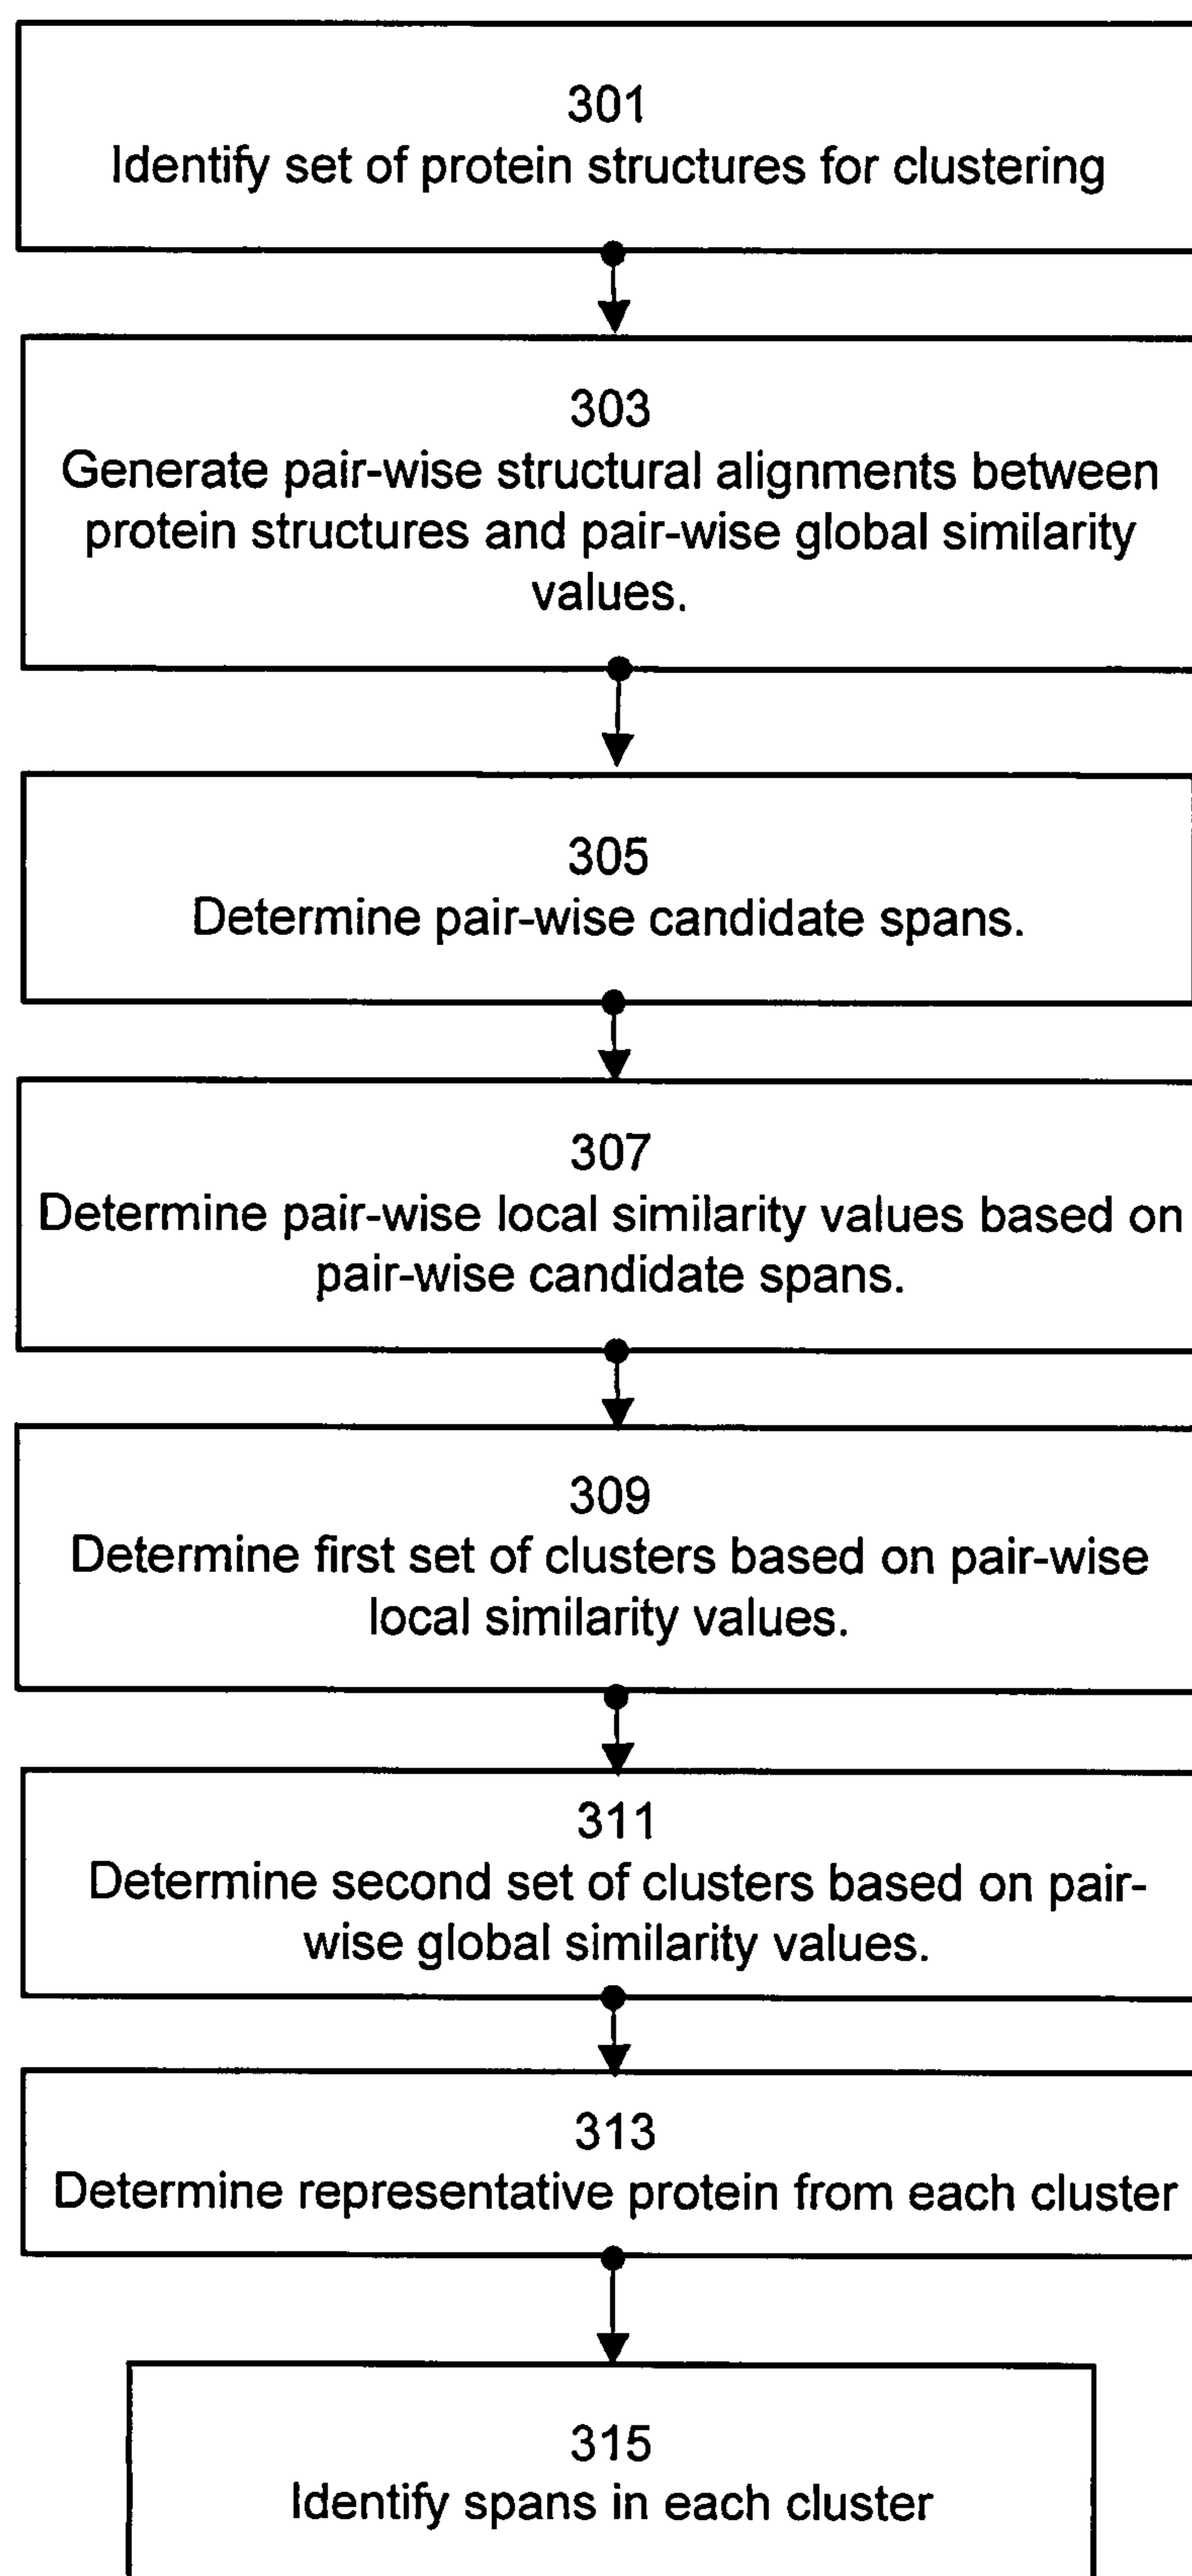 301
Identify set of protein structures for clustering
303
Generate pair-wise structural alignments between
protein structures and pair-wise global similarity
values.
305
Determine pair-wise candidate spans.
307
Determine pair-wise local similarity values based on
pair-wise candidate spans.
309
Determine first set of clusters based on pair-wise
local similarity values.
311
Determine second set of clusters based on pair-
wise global similarity values.
313
Determine representative protein from each cluster
315
Identify spans in each cluster